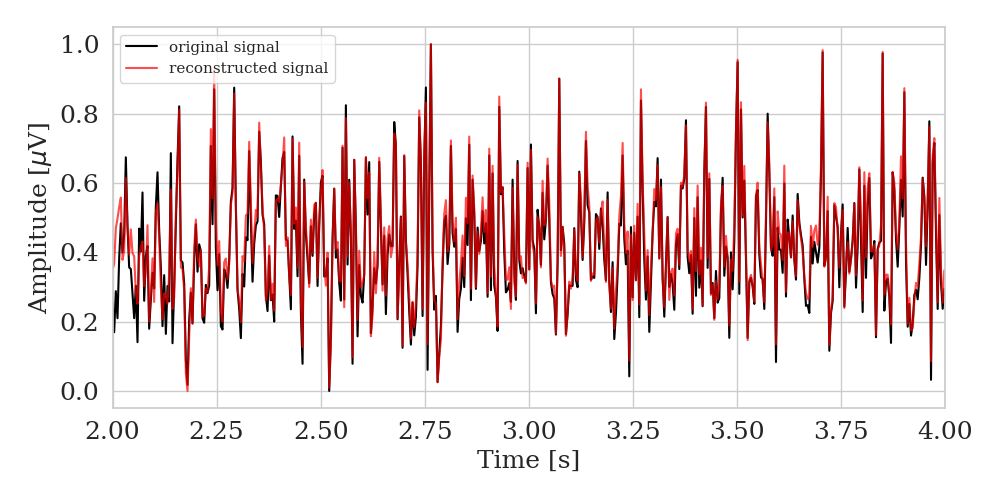 original signal
reconstructed signal
1.0
0.8
0.6
0.4
0.2
0.0
Amplitude [μV]
2.00 2.25 2.50 2.75 3.00 3.25 3.50 3.75 4.00
Time [s]